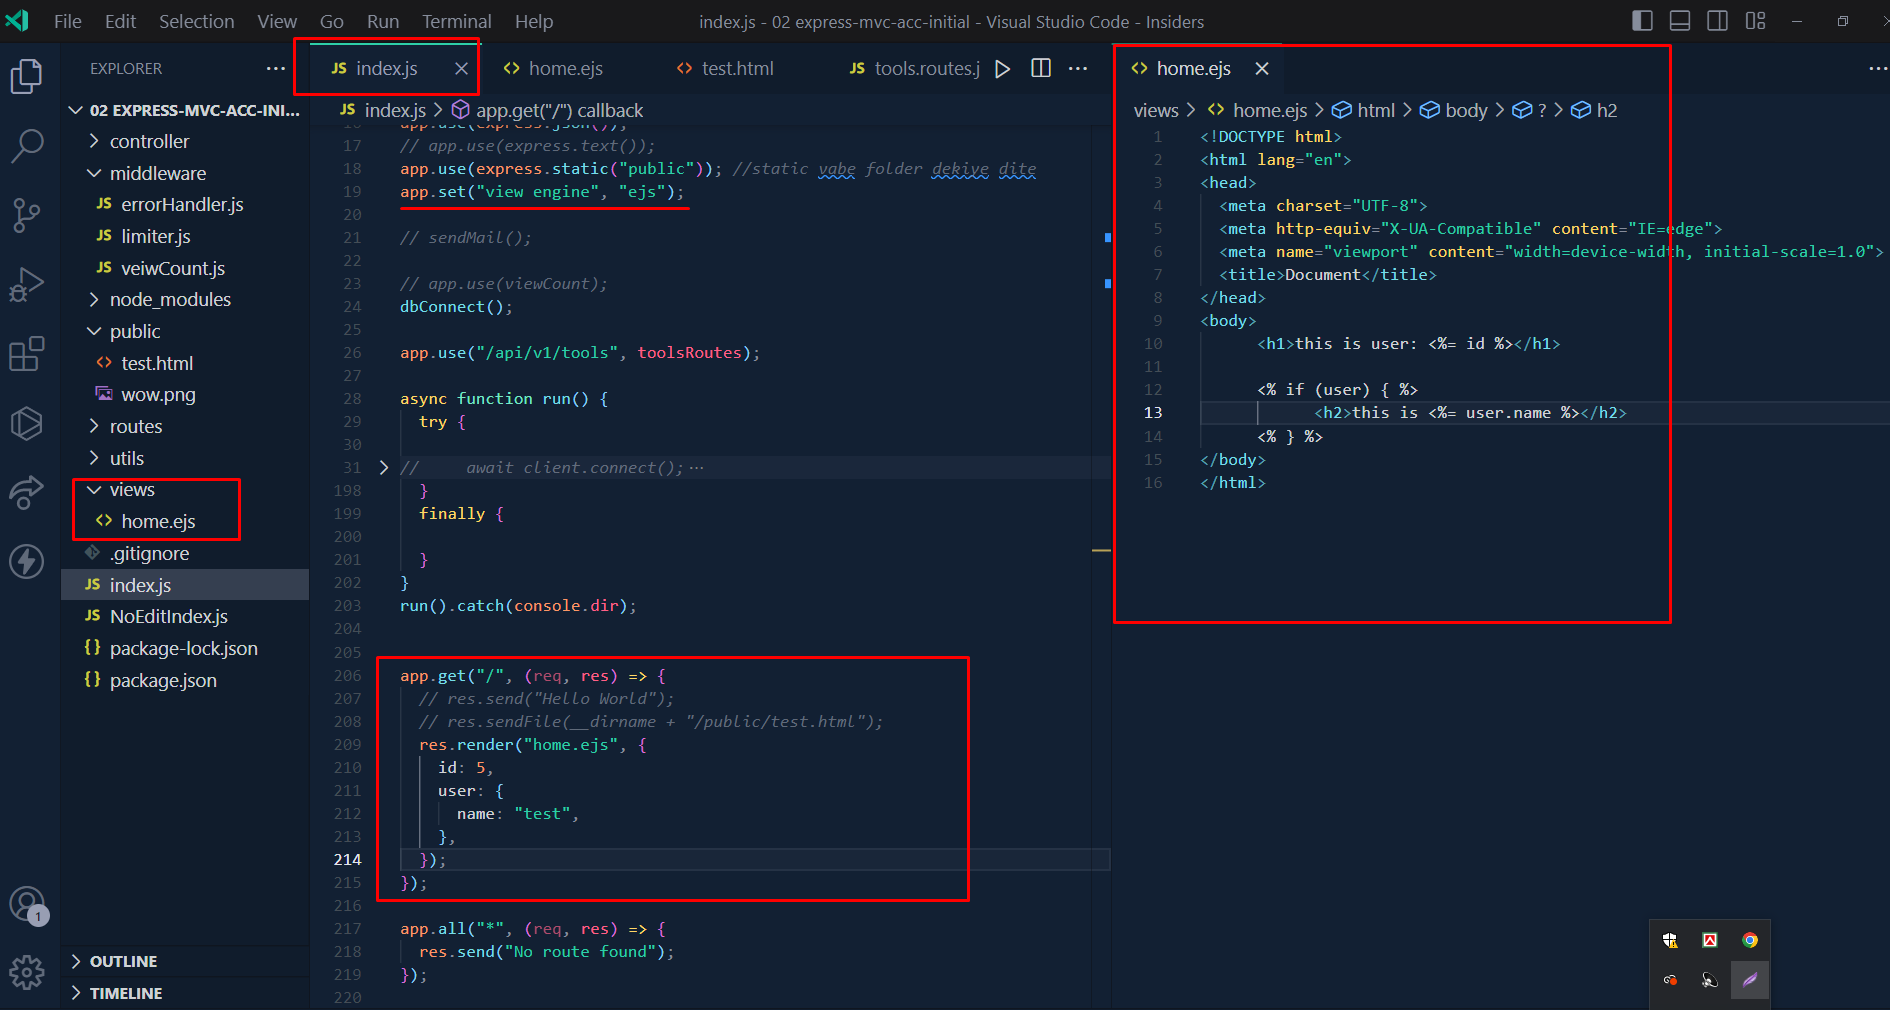 File Edit Selection View Go Run Terminal Help
index.js - 02 express-mvc-acc-initial - Visual Studio Code - Insiders
EXPLORER ···
02 EXPRESS-MVC-ACC-INI...
controller
middleware
JS errorHandler.js
JS limiter.js
JS veiwCount.js
node_modules
public
<> test.html
wow.png
routes
utils
views
<> home.ejs
.gitignore
JS index.js
JS NoEditIndex.js
{} package-lock.json
{} package.json
OUTLINE
TIMELINE
1
JS index.js
<> home.ejs
<> test.html
JS tools.routes.j
···
JS index.js > app.get("/") callback
16 app.use(express.json());
17 // app.use(express.text());
18 app.use(express.static("public")); //static vabe folder dekive dite
19 app.set("view engine", "ejs");
20
21 // sendMail();
22
23 // app.use(viewCount);
24 dbConnect();
25
26 app.use("/api/v1/tools", toolsRoutes);
27
28 async function run() {
29 try {
30
31 // await client.connect();···
198 }
199 finally {
200
201 }
202 }
203 run().catch(console.dir);
204
205
206 app.get("/", (req, res) => {
207 // res.send("Hello World");
208 // res.sendFile(__dirname + "/public/test.html");
209 res.render("home.ejs", {
210 id: 5,
211 user: {
212 name: "test",
213 },
214 });
215 });
216
217 app.all("*", (req, res) => {
218 res.send("No route found");
219 });
220
<> home.ejs
···
views > <> home.ejs > html > body > ? > h2
1 <!DOCTYPE html>
2 <html lang="en">
3 <head>
4 <meta charset="UTF-8">
5 <meta http-equiv="X-UA-Compatible" content="IE=edge">
6 <meta name="viewport" content="width=device-width, initial-scale=1.0">
7 <title>Document</title>
8 </head>
9 <body>
10 <h1>this is user: <%= id %></h1>
11
12 <% if (user) { %>
13 <h2>this is <%= user.name %></h2>
14 <% } %>
15 </body>
16 </html>